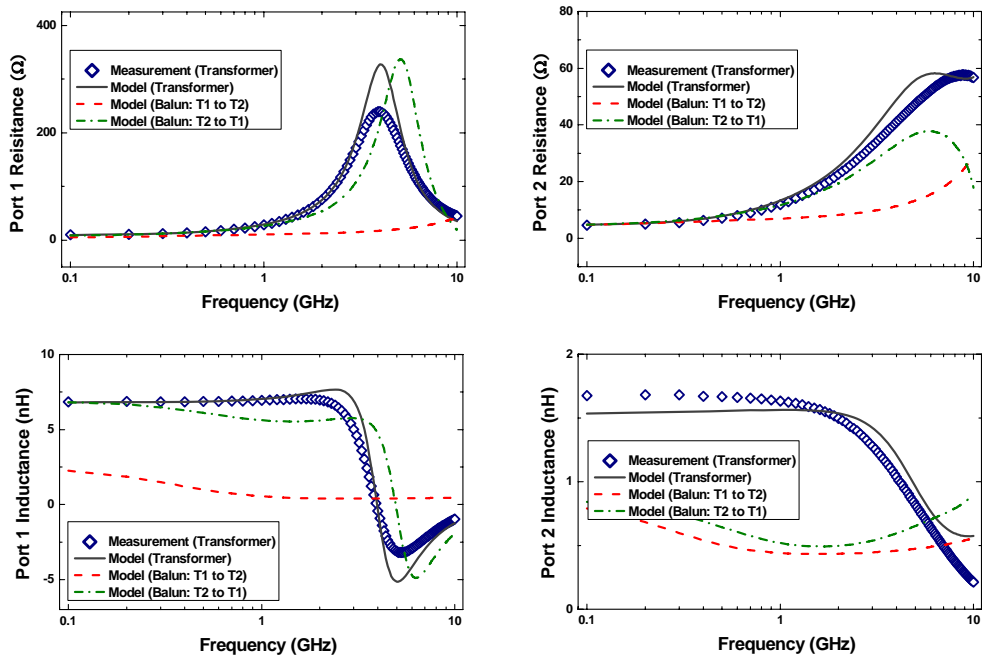 400
200
0
0.1
1
10
Port 1 Reisitance (Ω)
Frequency (GHz)
Measurement (Transformer)
Model (Transformer)
Model (Balun: T1 to T2)
Model (Balun: T2 to T1)
80
60
40
20
0
0.1
1
10
Port 2 Reisitance (Ω)
Frequency (GHz)
Measurement (Transformer)
Model (Transformer)
Model (Balun: T1 to T2)
Model (Balun: T2 to T1)
10
5
0
-5
0.1
1
10
Port 1 Inductance (nH)
Frequency (GHz)
Measurement (Transformer)
Model (Transformer)
Model (Balun: T1 to T2)
Model (Balun: T2 to T1)
2
1
0
0.1
1
10
Port 2 Inductance (nH)
Frequency (GHz)
Measurement (Transformer)
Model (Transformer)
Model (Balun: T1 to T2)
Model (Balun: T2 to T1)